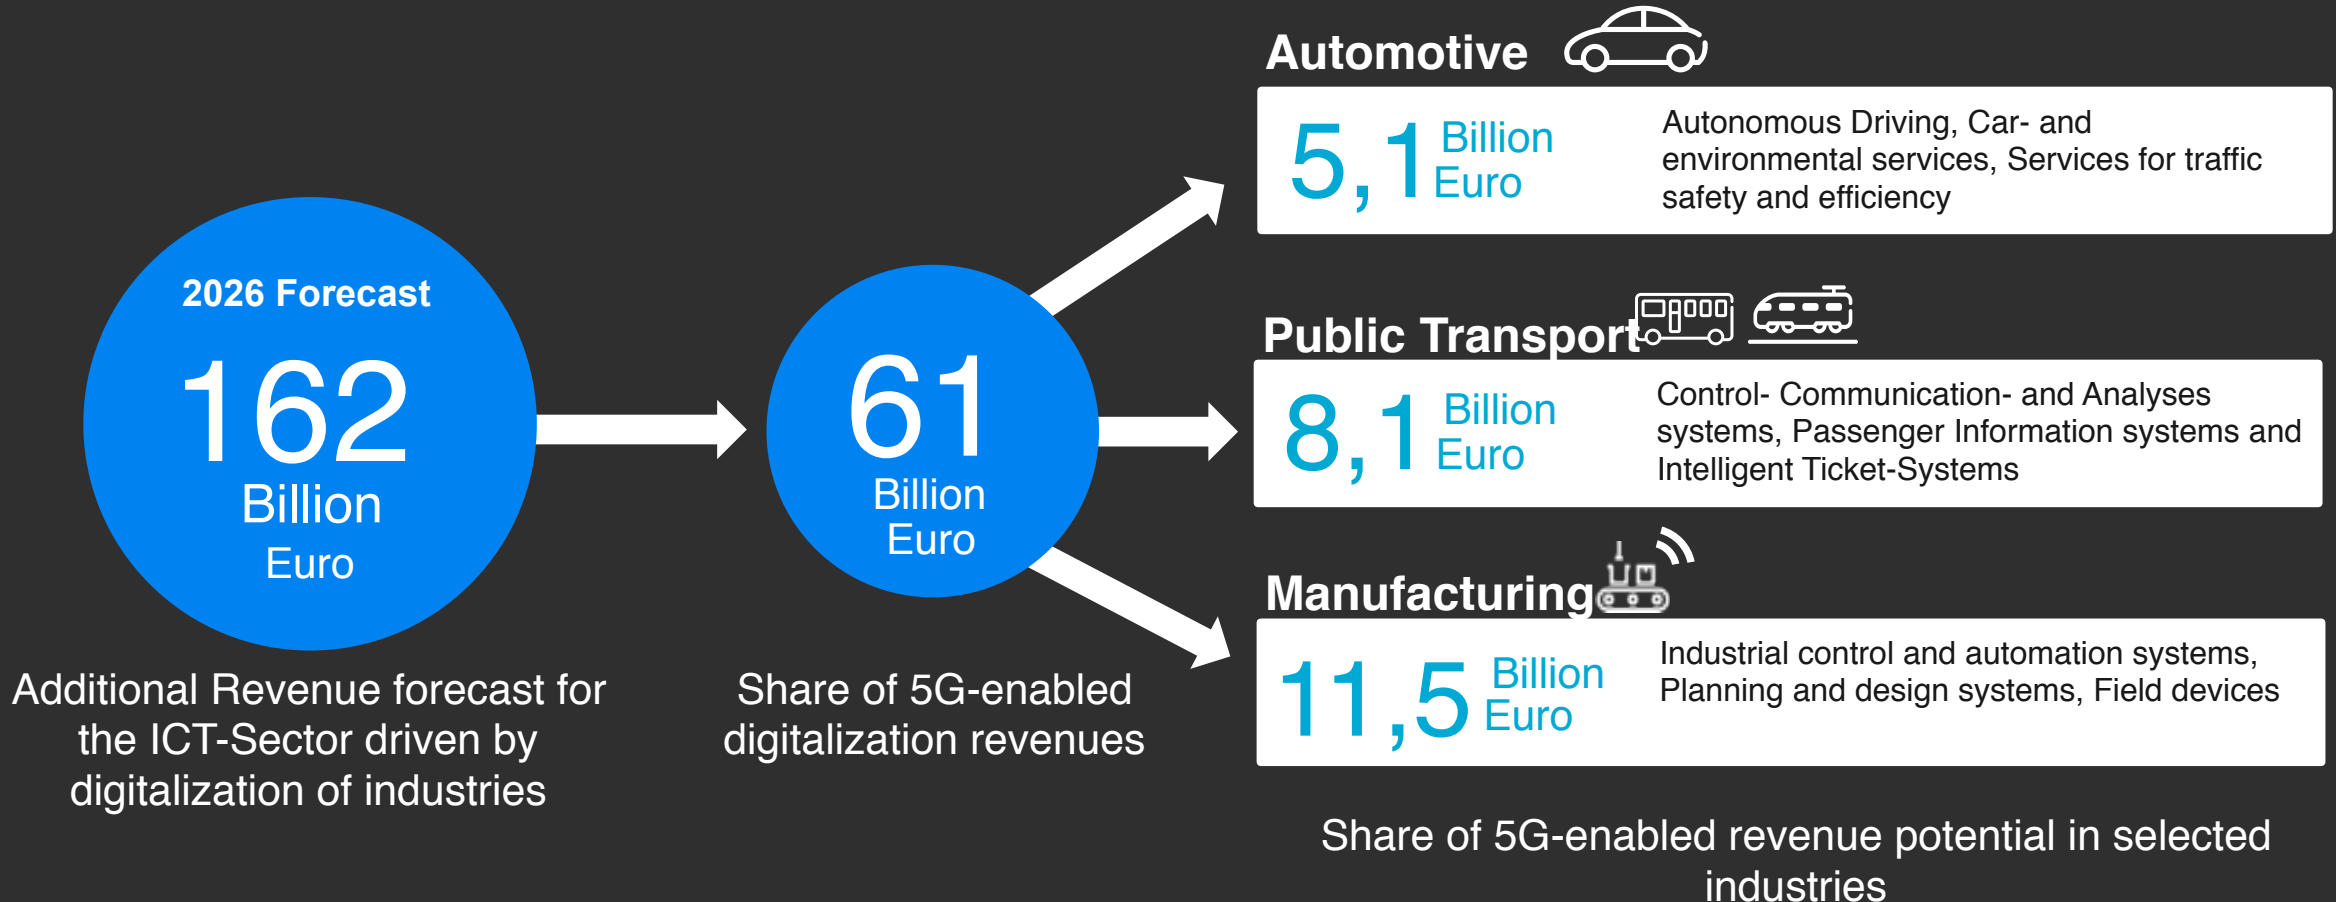 2026 Forecast
162
Billion
Euro
Additional Revenue forecast for
the ICT-Sector driven by
digitalization of industries
61
Billion
Euro
Share of 5G-enabled
digitalization revenues
Automotive
5,1 Billion
Euro
Autonomous Driving, Car- and
environmental services, Services for traffic
safety and efficiency
Public Transport
8,1 Billion
Euro
Control- Communication- and Analyses
systems, Passenger Information systems and
Intelligent Ticket-Systems
Manufacturing
11,5 Billion
Euro
Industrial control and automation systems,
Planning and design systems, Field devices
Share of 5G-enabled revenue potential in selected
industries